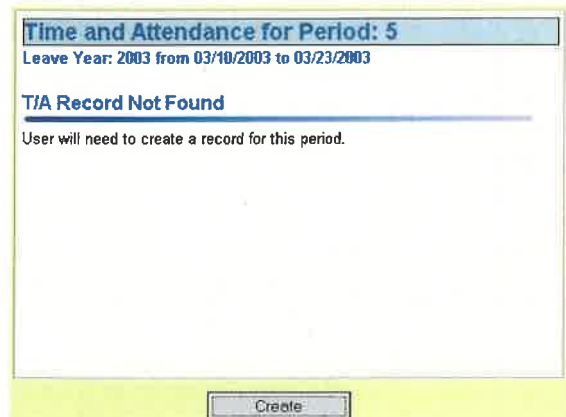 Time and Attendance for Period: 5
Leave Year: 2003 from 03/10/2003 to 03/23/2003
T/A Record Not Found
User will need to create a record for this period.
Create